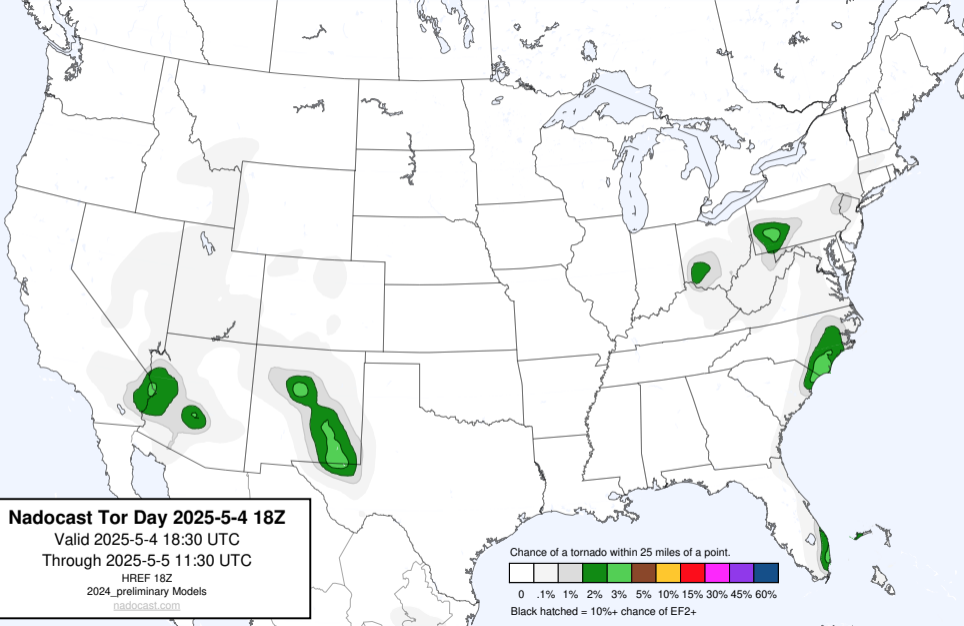 Nadocast Tor Day 2025-5-4 18Z
Valid 2025-5-4 18:30 UTC
Through 2025-5-5 11:30 UTC
HREF 18Z
2024_preliminary Models
nadocast.com
Chance of a tornado within 25 miles of a point.
0 .1% 1% 2% 3% 5% 10% 15% 30% 45% 60%
Black hatched = 10%+ chance of EF2+